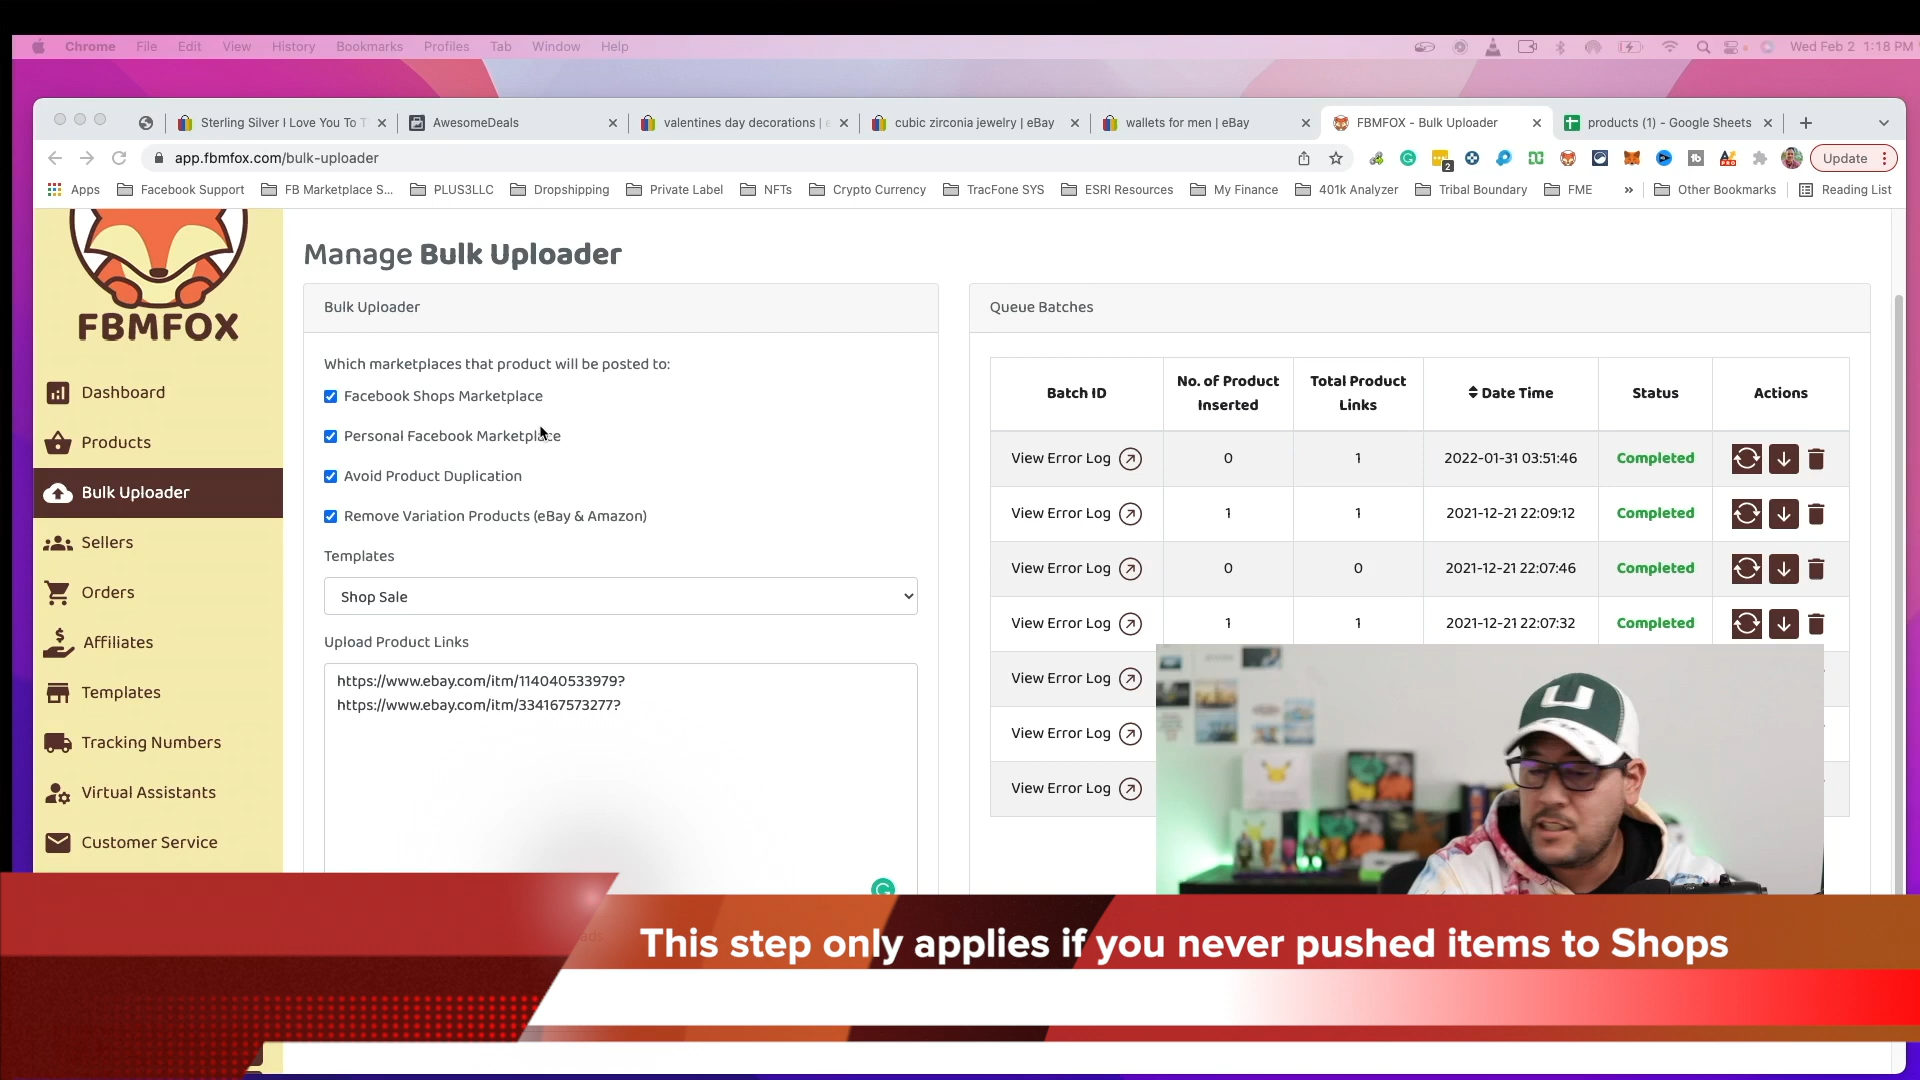 Chrome File Edit View History Bookmarks Profiles Tab Window Help Wed Feb 2 1:18 PM
Sterling Silver I Love You To T
AwesomeDeals
valentines day decorations | e
cubic zirconia jewelry | eBay
wallets for men | eBay
FBMFOX - Bulk Uploader
products (1) - Google Sheets
app.fbmfox.com/bulk-uploader
2
Update
Apps Facebook Support FB Marketplace S... PLUS3LLC Dropshipping Private Label NFTs Crypto Currency TracFone SYS ESRI Resources My Finance 401k Analyzer Tribal Boundary FME » Other Bookmarks Reading List
FBMFOX
Dashboard
Products
Bulk Uploader
Sellers
Orders
Affiliates
Templates
Tracking Numbers
Virtual Assistants
Customer Service
Manage Bulk Uploader
Bulk Uploader
Which marketplaces that product will be posted to:
Facebook Shops Marketplace
Personal Facebook Marketplace
Avoid Product Duplication
Remove Variation Products (eBay & Amazon)
Templates
Shop Sale
Upload Product Links
https://www.ebay.com/itm/114040533979?
https://www.ebay.com/itm/334167573277?
Queue Batches
Batch ID No. of Product Inserted Total Product Links Date Time Status Actions
View Error Log 0 1 2022-01-31 03:51:46 Completed
View Error Log 1 1 2021-12-21 22:09:12 Completed
View Error Log 0 0 2021-12-21 22:07:46 Completed
View Error Log 1 1 2021-12-21 22:07:32 Completed
View Error Log
View Error Log
View Error Log
This step only applies if you never pushed items to Shops